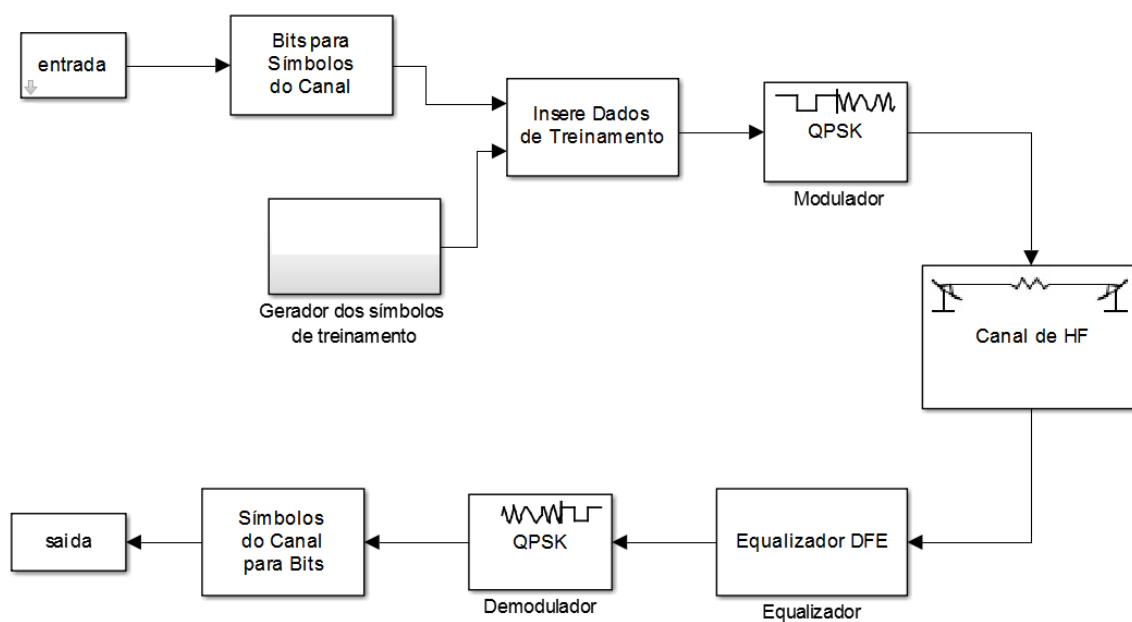 entrada
Bits para
Símbolos
do Canal
Insere Dados
de Treinamento
QPSK
Modulador
Gerador dos símbolos
de treinamento
Canal de HF
saida
Símbolos
do Canal
para Bits
QPSK
Demodulador
Equalizador DFE
Equalizador